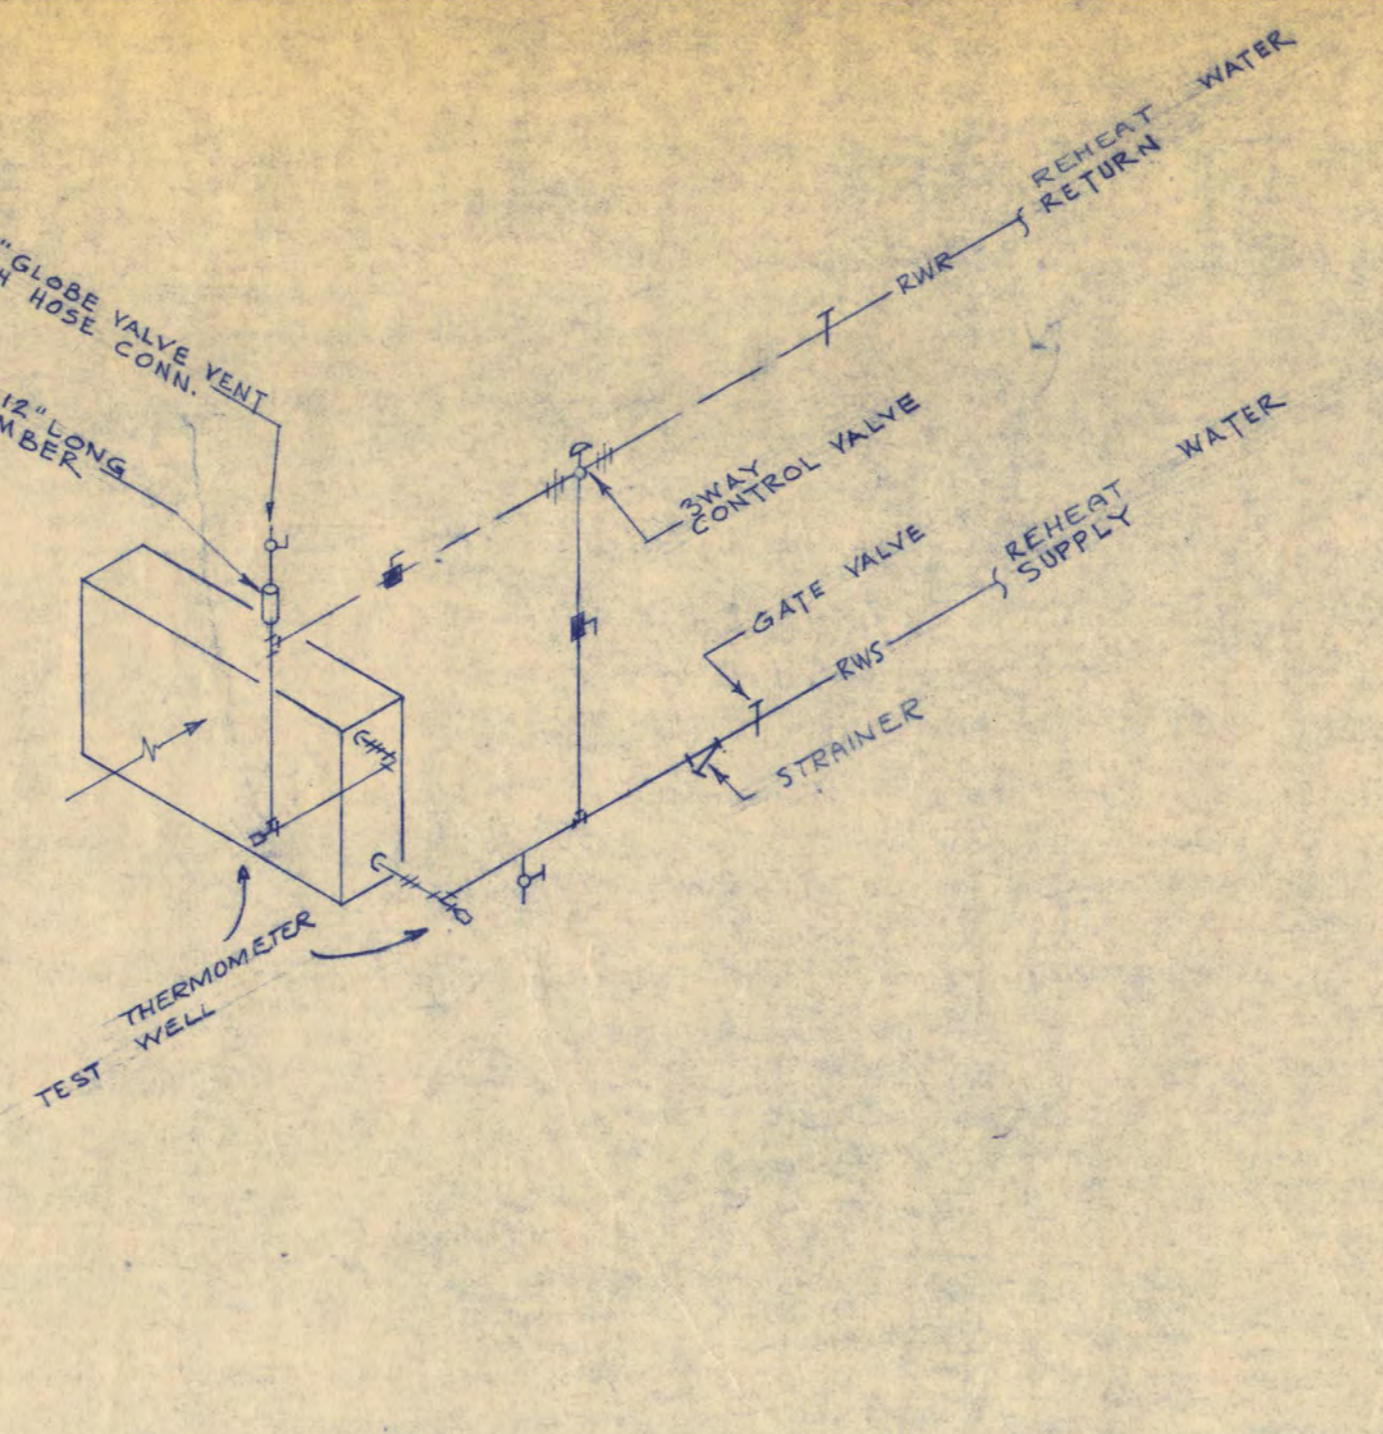 REHEAT WATER
RETURN
RWR
"GLOBE VALVE VENT
HOSE CONN.
12" LONG
MBER
3WAY
CONTROL VALVE
GATE VALVE
REHEAT WATER
SUPPLY
RWS
STRAINER
THERMOMETER
TEST WELL